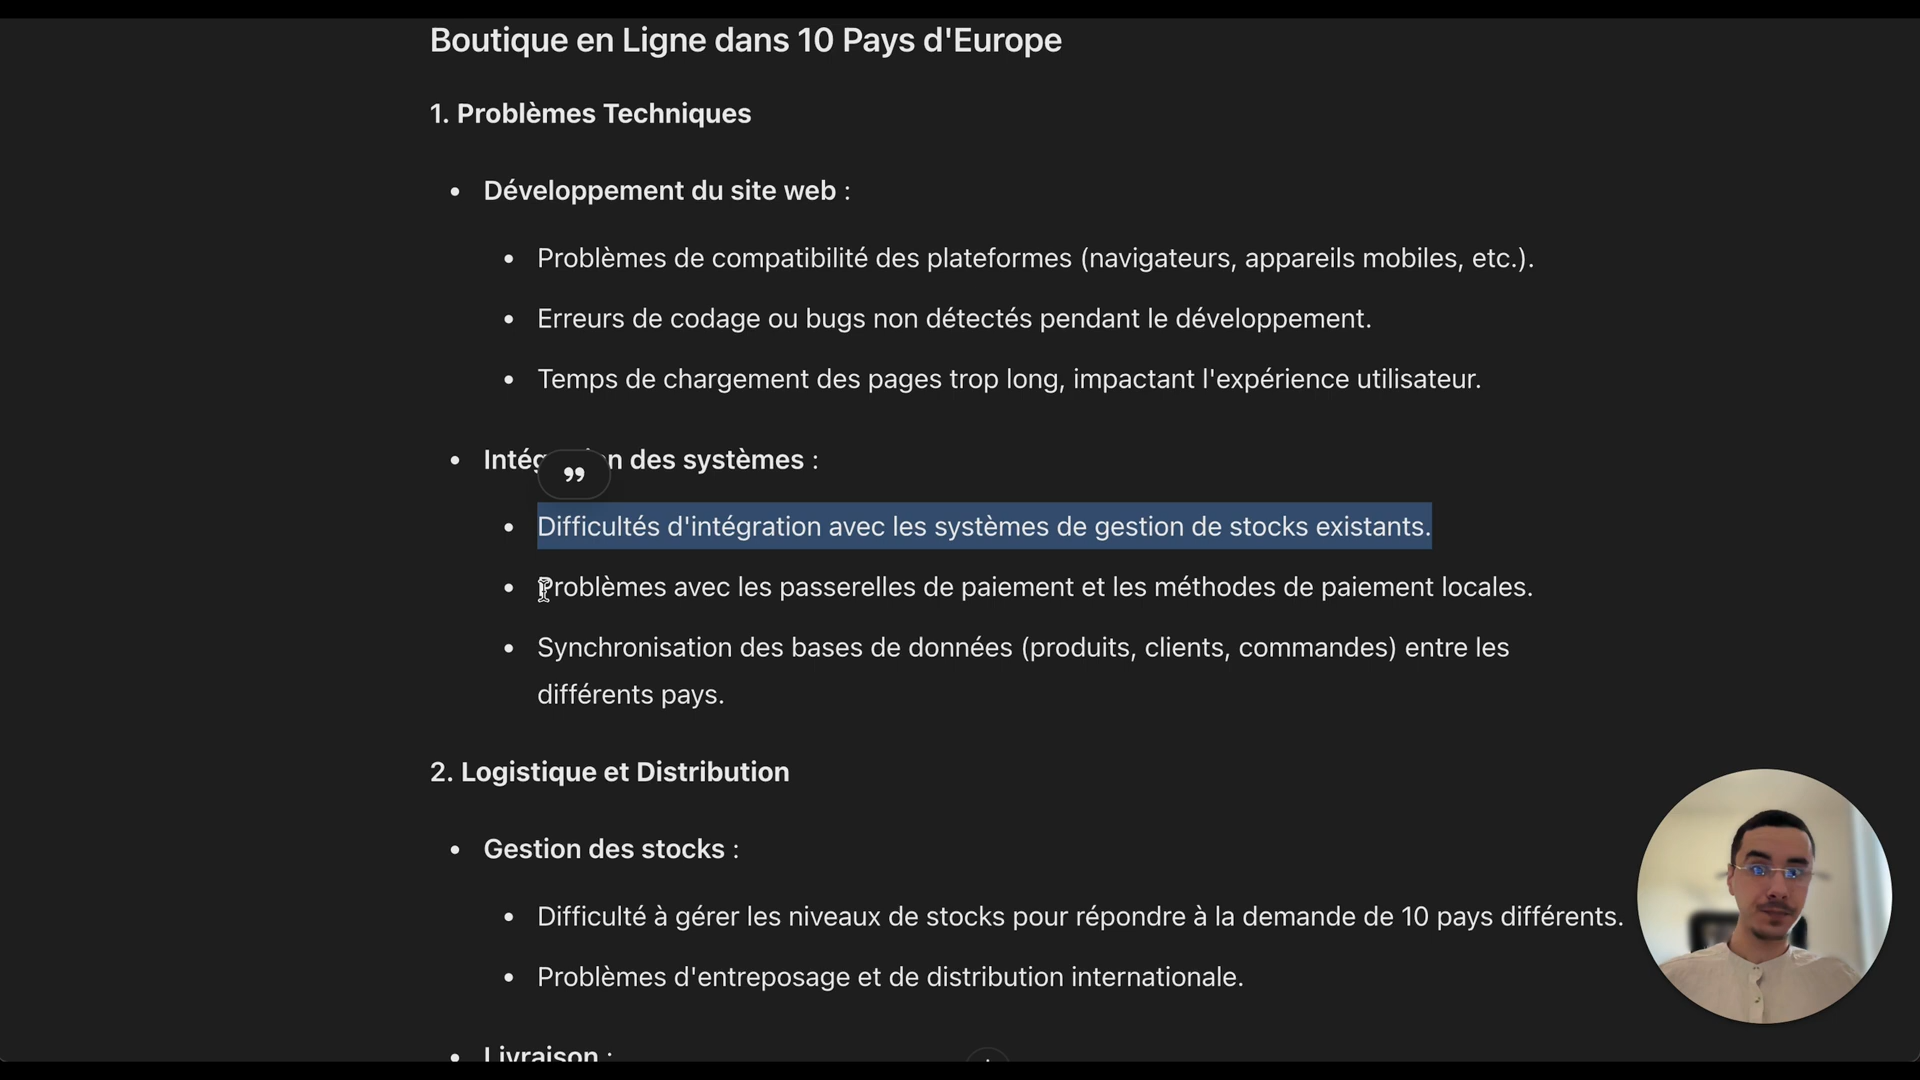 Boutique en Ligne dans 10 Pays d'Europe
1. Problèmes Techniques
• Développement du site web :
• Problèmes de compatibilité des plateformes (navigateurs, appareils mobiles, etc.).
• Erreurs de codage ou bugs non détectés pendant le développement.
• Temps de chargement des pages trop long, impactant l'expérience utilisateur.
• Intég n des systèmes :
• Difficultés d'intégration avec les systèmes de gestion de stocks existants.
• Problèmes avec les passerelles de paiement et les méthodes de paiement locales.
• Synchronisation des bases de données (produits, clients, commandes) entre les
différents pays.
2. Logistique et Distribution
• Gestion des stocks :
• Difficulté à gérer les niveaux de stocks pour répondre à la demande de 10 pays différents.
• Problèmes d'entreposage et de distribution internationale.
• Livraison :